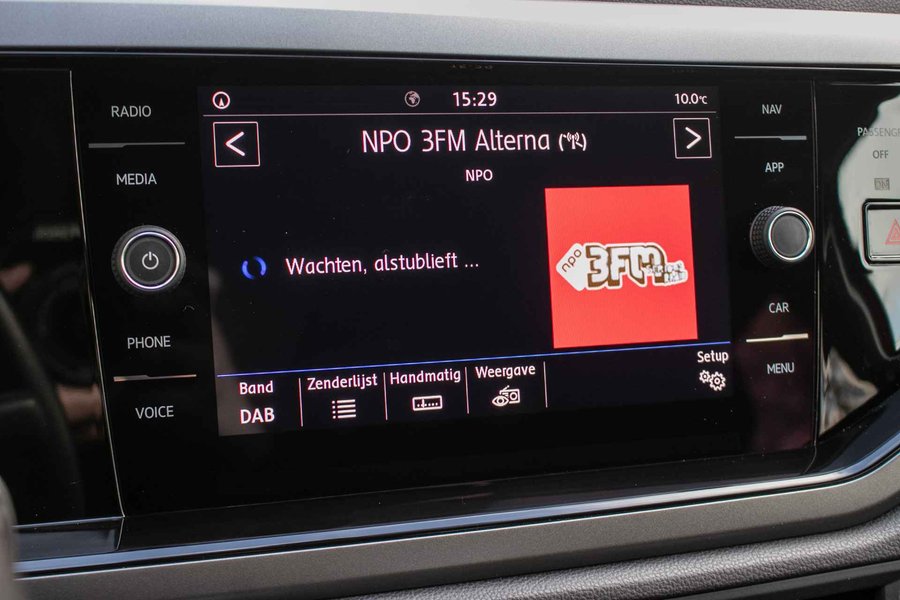 15:29
10.0°C
RADIO
MEDIA
PHONE
VOICE
<
NPO 3FM Alterna
>
NPO
Wachten, alstublieft ...
npo
3FM
Band
DAB
Zenderlijst
Handmatig
Weergave
Setup
NAV
APP
CAR
MENU
OFF